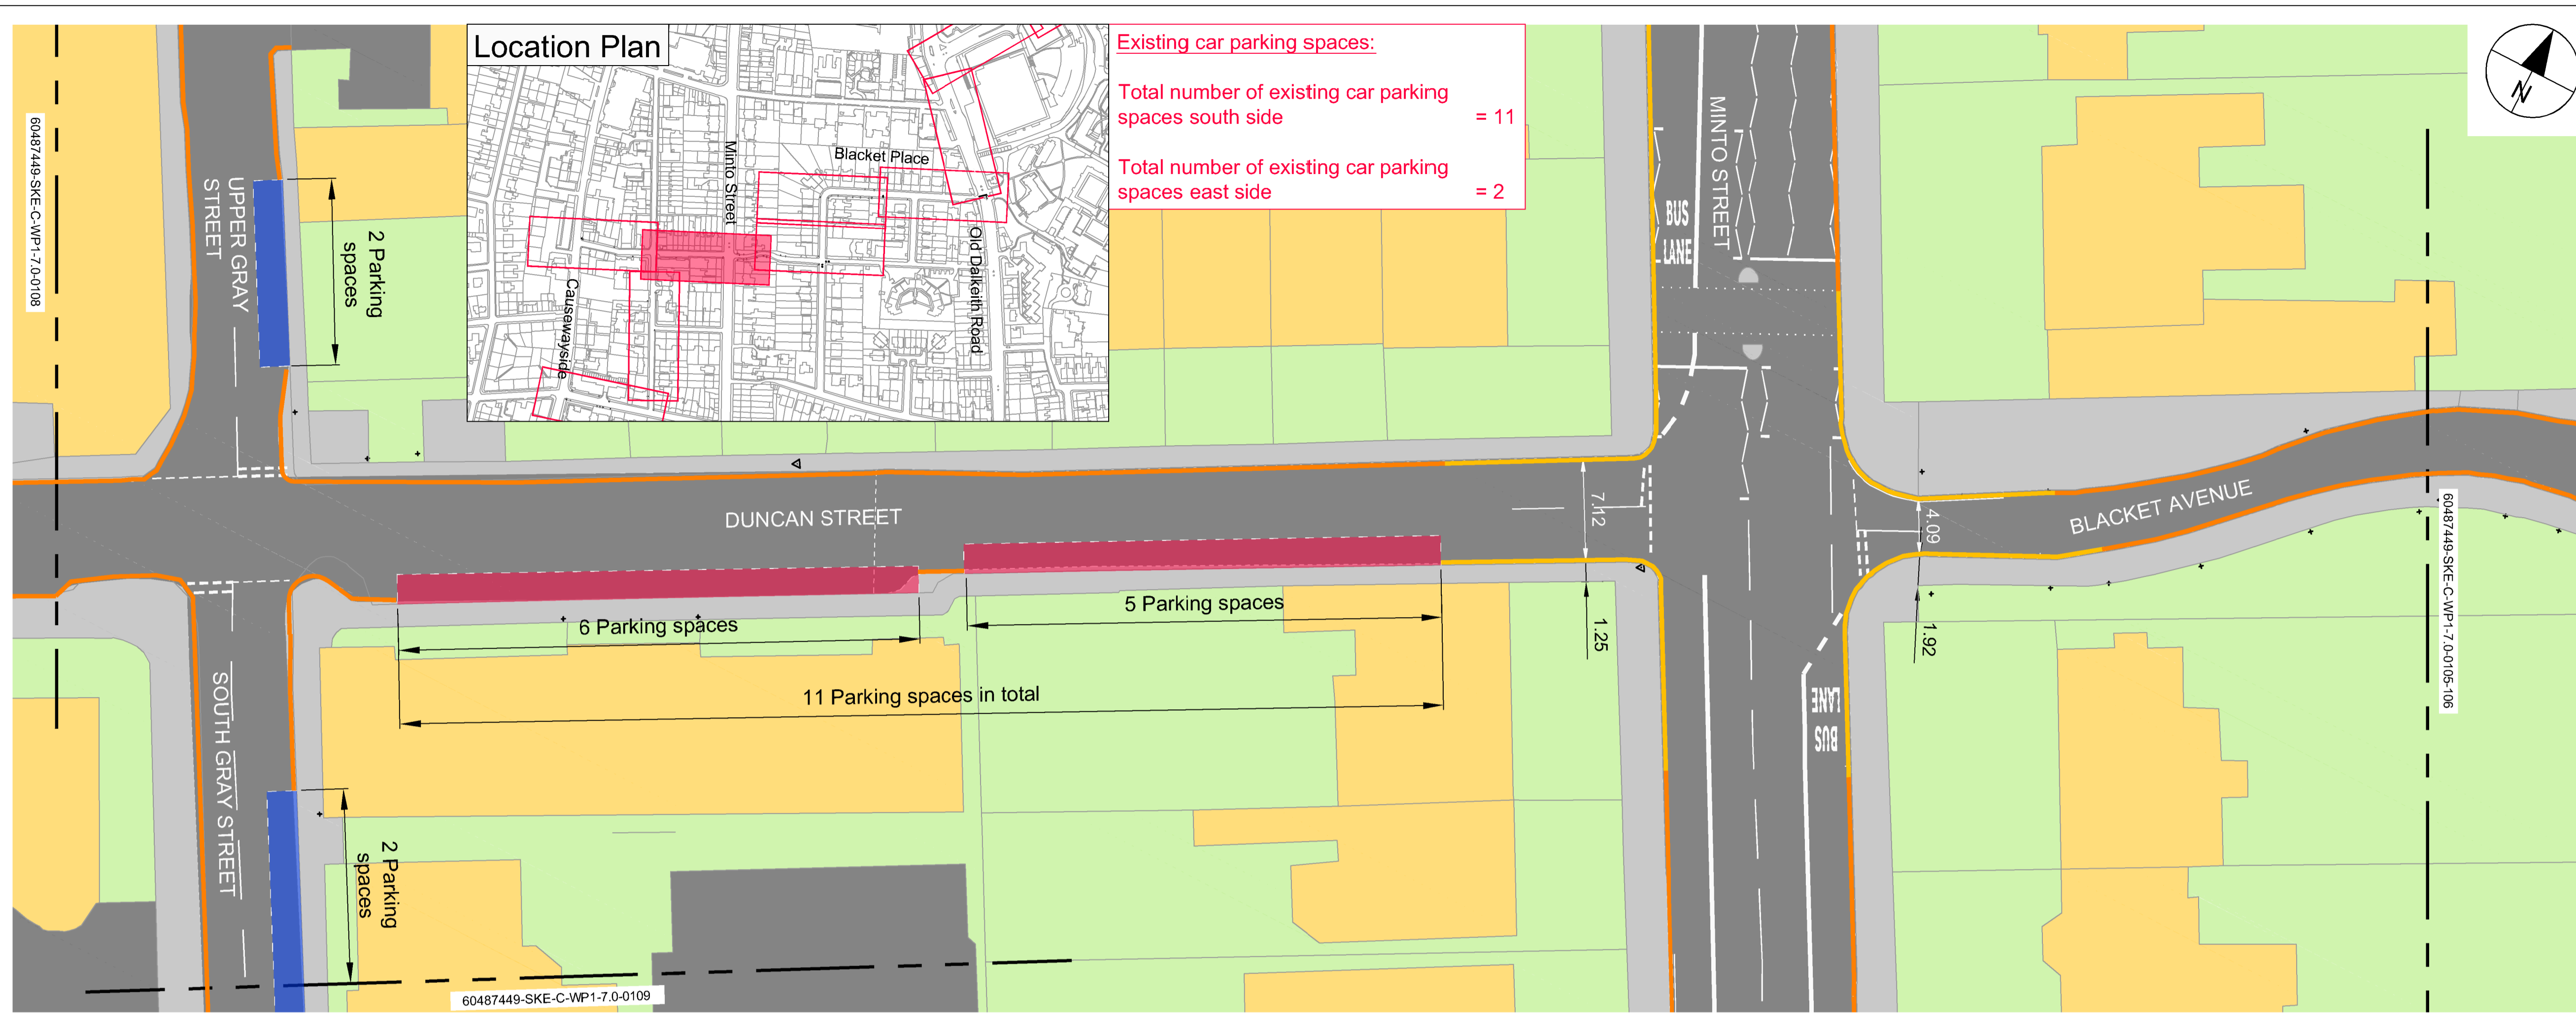 Location Plan
Minto Street
Blacket Place
Old Dalkeith Road
Causewayside
Existing car parking spaces:
Total number of existing car parking
spaces south side = 11
Total number of existing car parking
spaces east side = 2
N
60487449-SKE-C-WP1-7.0-0108
UPPER GRAY
STREET
2 Parking
spaces
MINTO STREET
BUS
LANE
DUNCAN STREET
7.12
4.09
BLACKET AVENUE
60487449-SKE-C-WP1-7.0-0105-106
6 Parking spaces
5 Parking spaces
1.25
1.92
11 Parking spaces in total
SOUTH GRAY STREET
BUS
LANE
2 Parking
spaces
60487449-SKE-C-WP1-7.0-0109